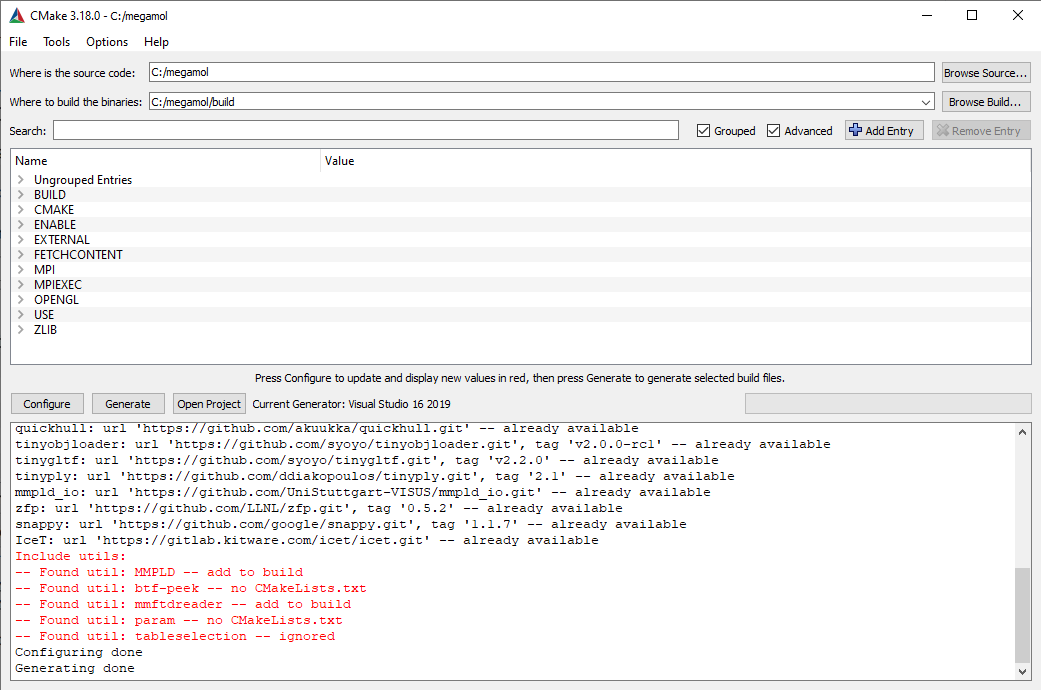 CMake 3.18.0 - C:/megamol
File Tools Options Help
Where is the source code: C:/megamol Browse Source...
Where to build the binaries: C:/megamol/build Browse Build...
Search: Grouped Advanced Add Entry Remove Entry
Name Value
Ungrouped Entries
BUILD
CMAKE
ENABLE
EXTERNAL
FETCHCONTENT
MPI
MPIEXEC
OPENGL
USE
ZLIB
Press Configure to update and display new values in red, then press Generate to generate selected build files.
Configure Generate Open Project Current Generator: Visual Studio 16 2019
quickhull: url 'https://github.com/akuukka/quickhull.git' -- already available
tinyobjloader: url 'https://github.com/syoyo/tinyobjloader.git', tag 'v2.0.0-rc1' -- already available
tinygltf: url 'https://github.com/syoyo/tinygltf.git', tag 'v2.2.0' -- already available
tinyply: url 'https://github.com/ddiakopoulos/tinyply.git', tag '2.1' -- already available
mmpld_io: url 'https://github.com/UniStuttgart-VISUS/mmpld_io.git' -- already available
zfp: url 'https://github.com/LLNL/zfp.git', tag '0.5.2' -- already available
snappy: url 'https://github.com/google/snappy.git', tag '1.1.7' -- already available
IceT: url 'https://gitlab.kitware.com/icet/icet.git' -- already available
Include utils:
-- Found util: MMPLD -- add to build
-- Found util: btf-peek -- no CMakeLists.txt
-- Found util: mmftdreader -- add to build
-- Found util: param -- no CMakeLists.txt
-- Found util: tableselection -- ignored
Configuring done
Generating done